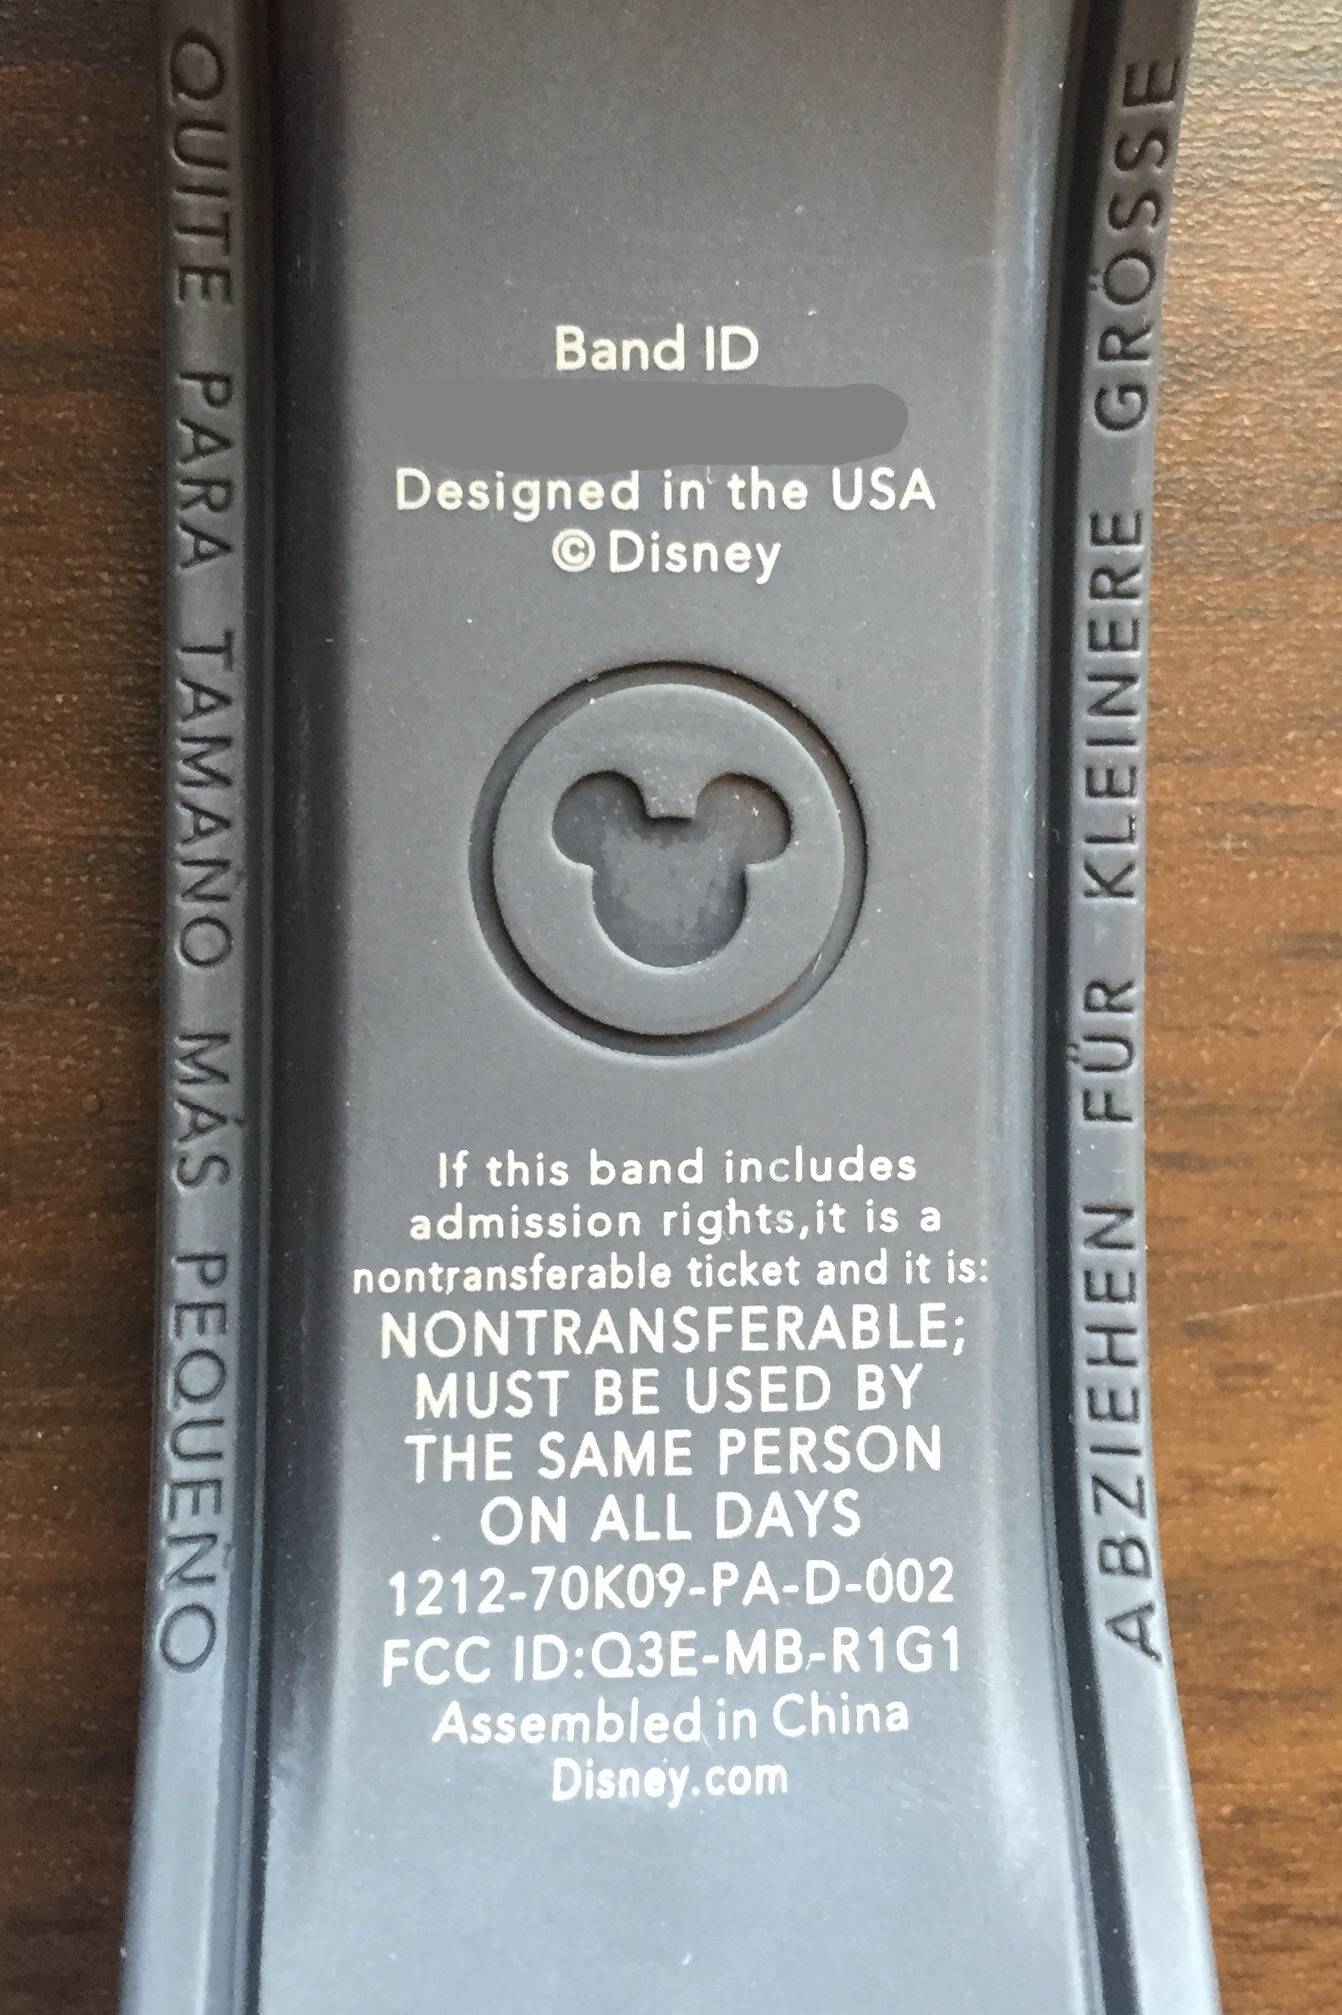 QUITE PARA TAMAÑO MÁS PEQUEÑO
Band ID
Designed in the USA
©Disney
If this band includes
admission rights,it is a
nontransferable ticket and it is:
NONTRANSFERABLE;
MUST BE USED BY
THE SAME PERSON
ON ALL DAYS
1212-70K09-PA-D-002
FCC ID:Q3E-MB-R1G1
Assembled in China
Disney.com
ABZIEHEN FÜR KLEINERE GRÖSSE